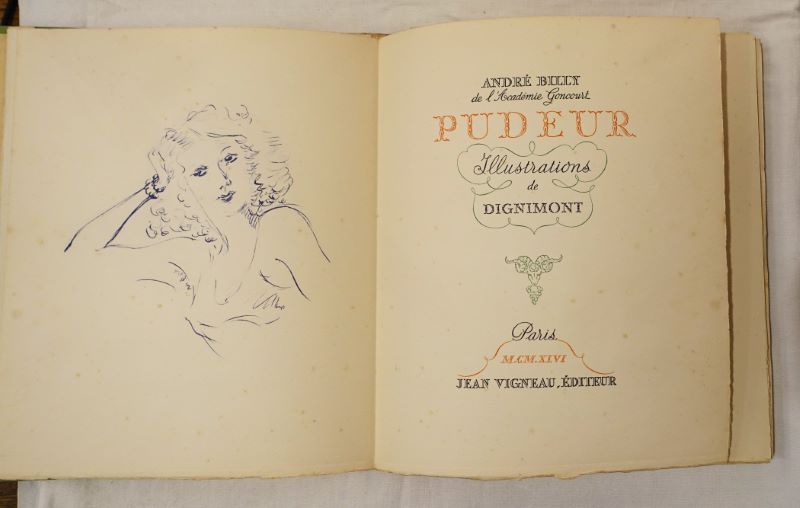 ANDRÉ BILLY
de l'Académie Goncourt
PUDEUR
Illustrations
de
DIGNIMONT
Paris
M.CM.XLVI
JEAN VIGNEAU, ÉDITEUR